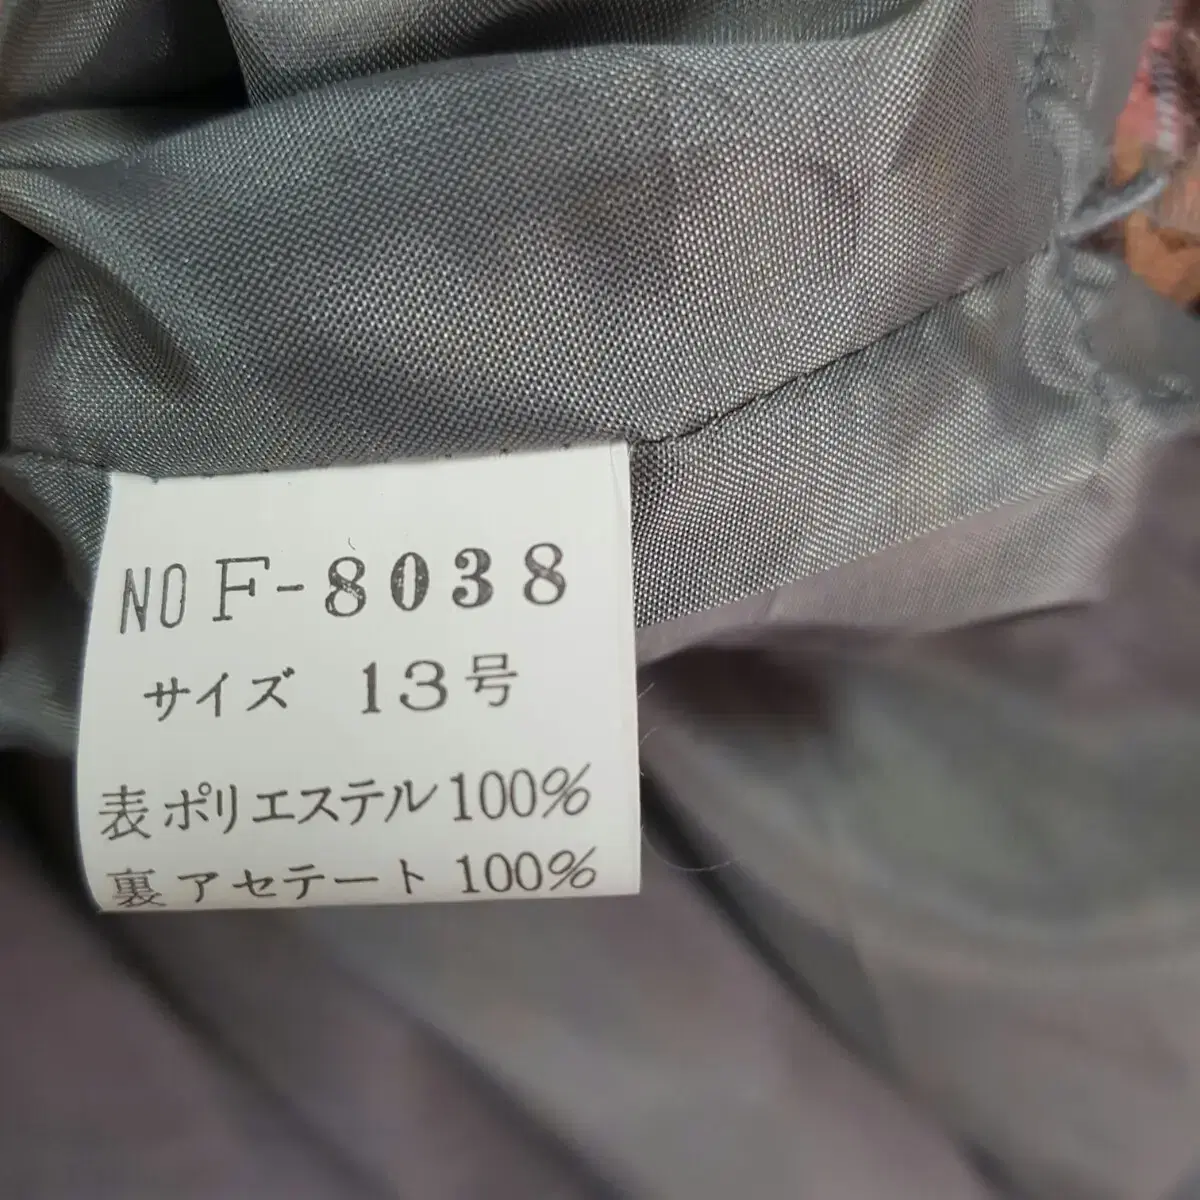 NO F-8038
サイズ 13号
表ポリエステル100%
裏アセテート 100%